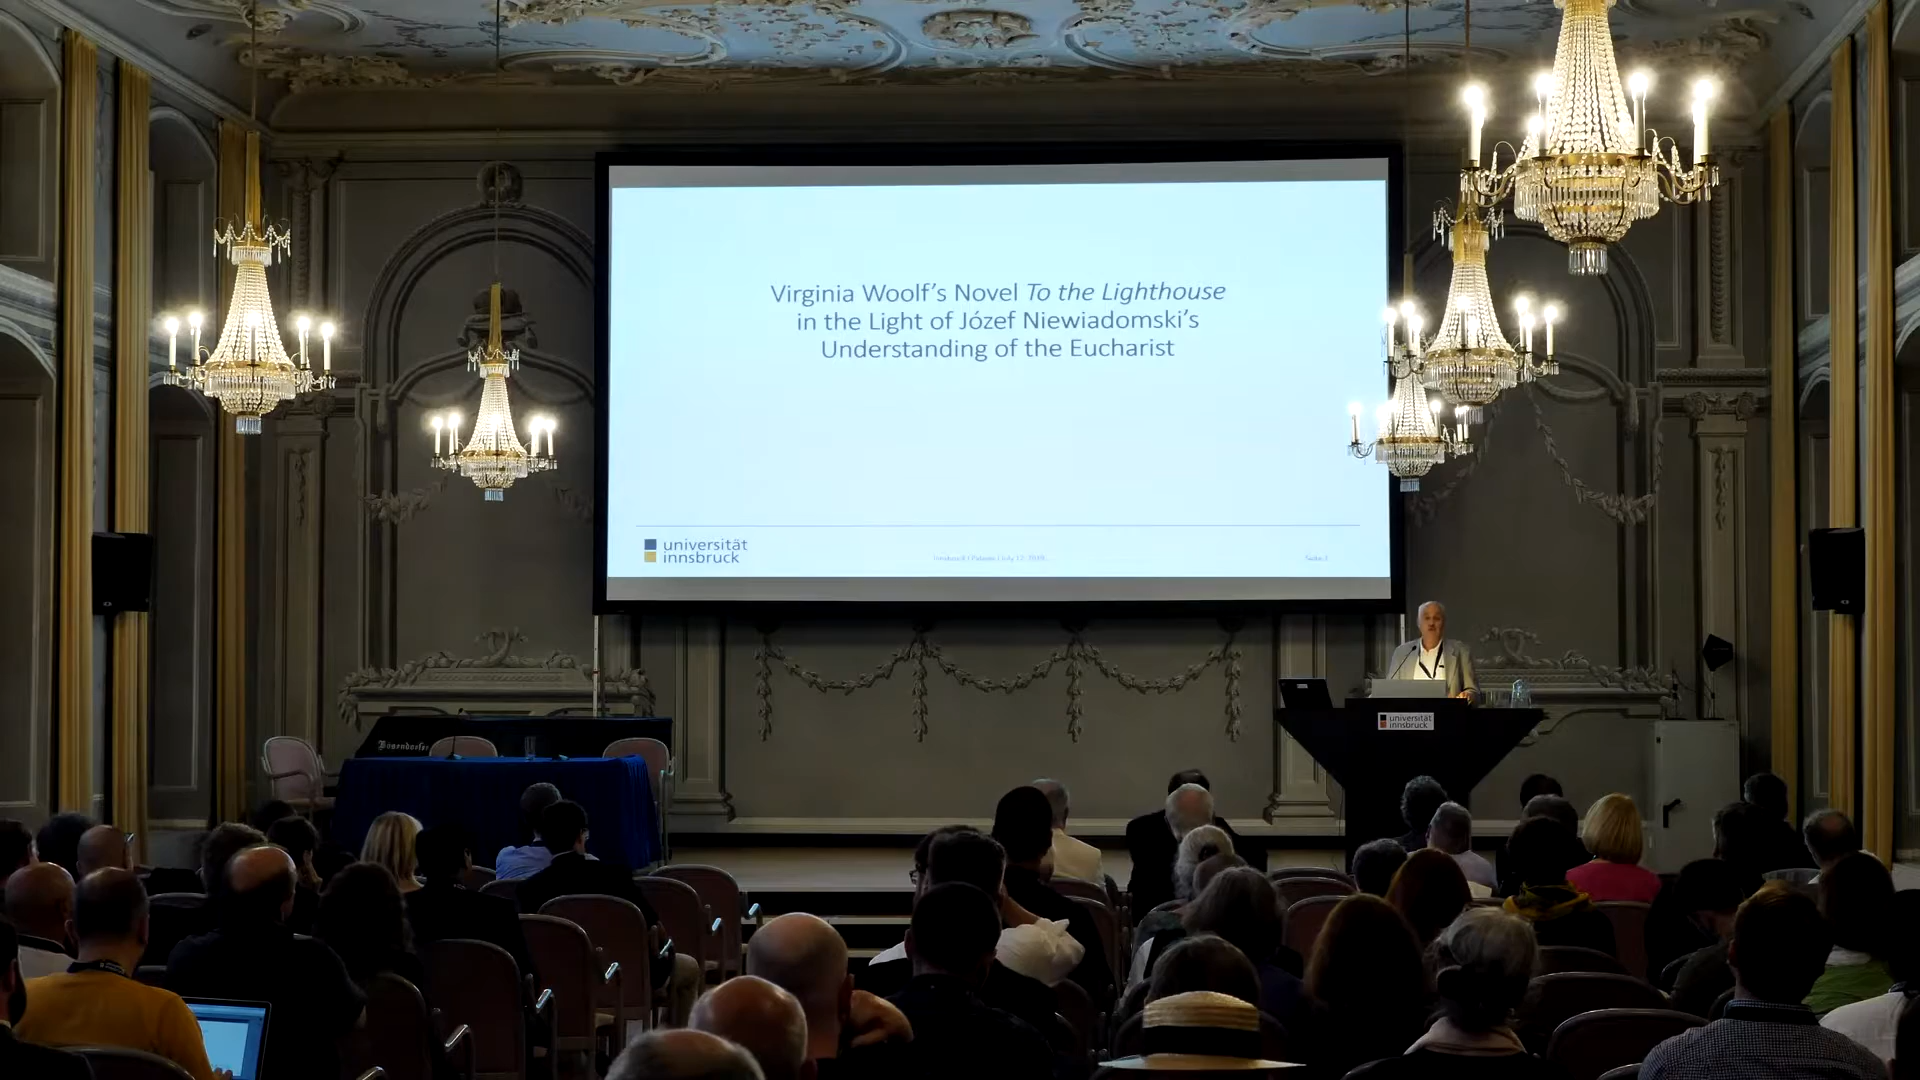 Virginia Woolf's Novel To the Lighthouse
in the Light of Józef Niewiadomski's
Understanding of the Eucharist
universität
innsbruck
Bösendorfer
universität
innsbruck